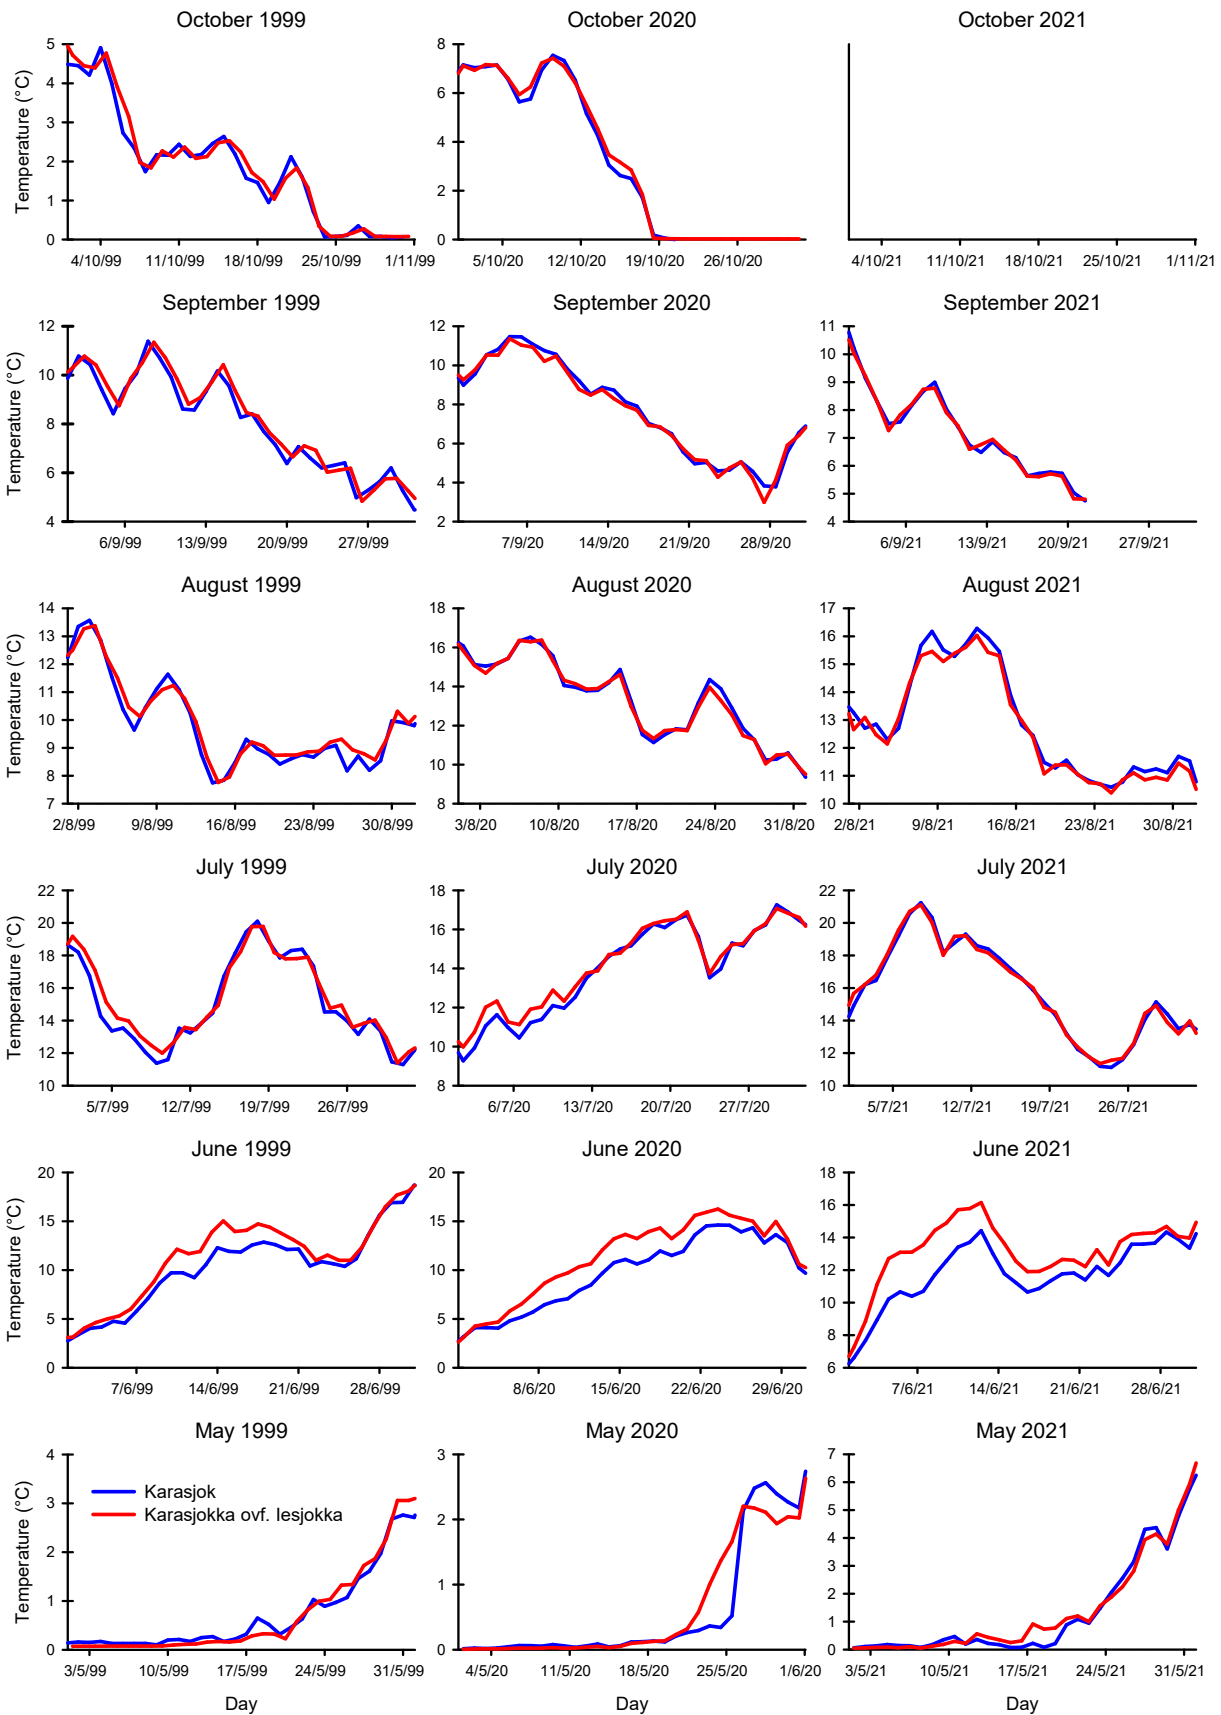 October 1999
October 2020
October 2021
Temperature (°C)
5
4
3
2
1
0
8
6
4
2
0
4/10/99 11/10/99 18/10/99 25/10/99 1/11/99
5/10/20 12/10/20 19/10/20 26/10/20
4/10/21 11/10/21 18/10/21 25/10/21 1/11/21
September 1999
September 2020
September 2021
Temperature (°C)
12
10
8
6
4
12
10
8
6
4
2
11
10
9
8
7
6
5
4
6/9/99 13/9/99 20/9/99 27/9/99
7/9/20 14/9/20 21/9/20 28/9/20
6/9/21 13/9/21 20/9/21 27/9/21
August 1999
August 2020
August 2021
Temperature (°C)
14
13
12
11
10
9
8
7
18
16
14
12
10
8
17
16
15
14
13
12
11
10
2/8/99 9/8/99 16/8/99 23/8/99 30/8/99
3/8/20 10/8/20 17/8/20 24/8/20 31/8/20
2/8/21 9/8/21 16/8/21 23/8/21 30/8/21
July 1999
July 2020
July 2021
Temperature (°C)
22
20
18
16
14
12
10
18
16
14
12
10
8
22
20
18
16
14
12
10
5/7/99 12/7/99 19/7/99 26/7/99
6/7/20 13/7/20 20/7/20 27/7/20
5/7/21 12/7/21 19/7/21 26/7/21
June 1999
June 2020
June 2021
Temperature (°C)
20
15
10
5
0
20
15
10
5
0
18
16
14
12
10
8
6
7/6/99 14/6/99 21/6/99 28/6/99
8/6/20 15/6/20 22/6/20 29/6/20
7/6/21 14/6/21 21/6/21 28/6/21
May 1999
May 2020
May 2021
Temperature (°C)
4
3
2
1
0
Karasjok
Karasjokka ovf. Iesjokka
3
2
1
0
7
6
5
4
3
2
1
0
3/5/99 10/5/99 17/5/99 24/5/99 31/5/99
4/5/20 11/5/20 18/5/20 25/5/20 1/6/20
3/5/21 10/5/21 17/5/21 24/5/21 31/5/21
Day
Day
Day